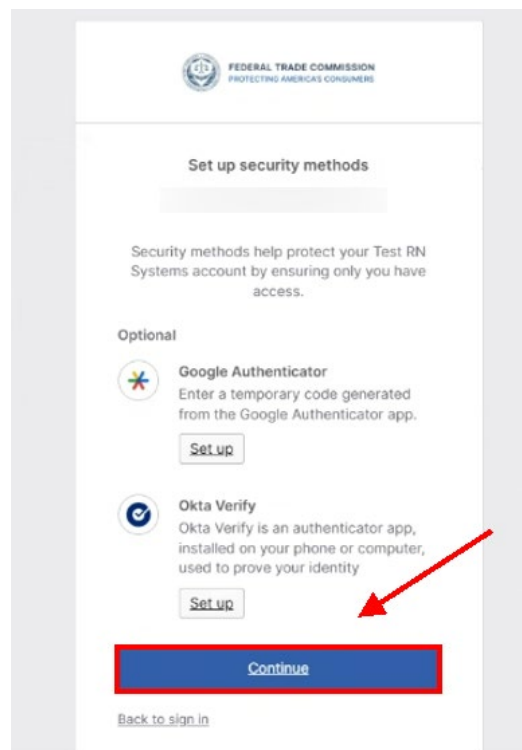 FEDERAL TRADE COMMISSION
PROTECTING AMERICA'S CONSUMERS
Set up security methods
Security methods help protect your Test RN
Systems account by ensuring only you have
access.
Optional
Google Authenticator
Enter a temporary code generated
from the Google Authenticator app.
Set up
Okta Verify
Okta Verify is an authenticator app,
installed on your phone or computer,
used to prove your identity
Set up
Continue
Back to sign in